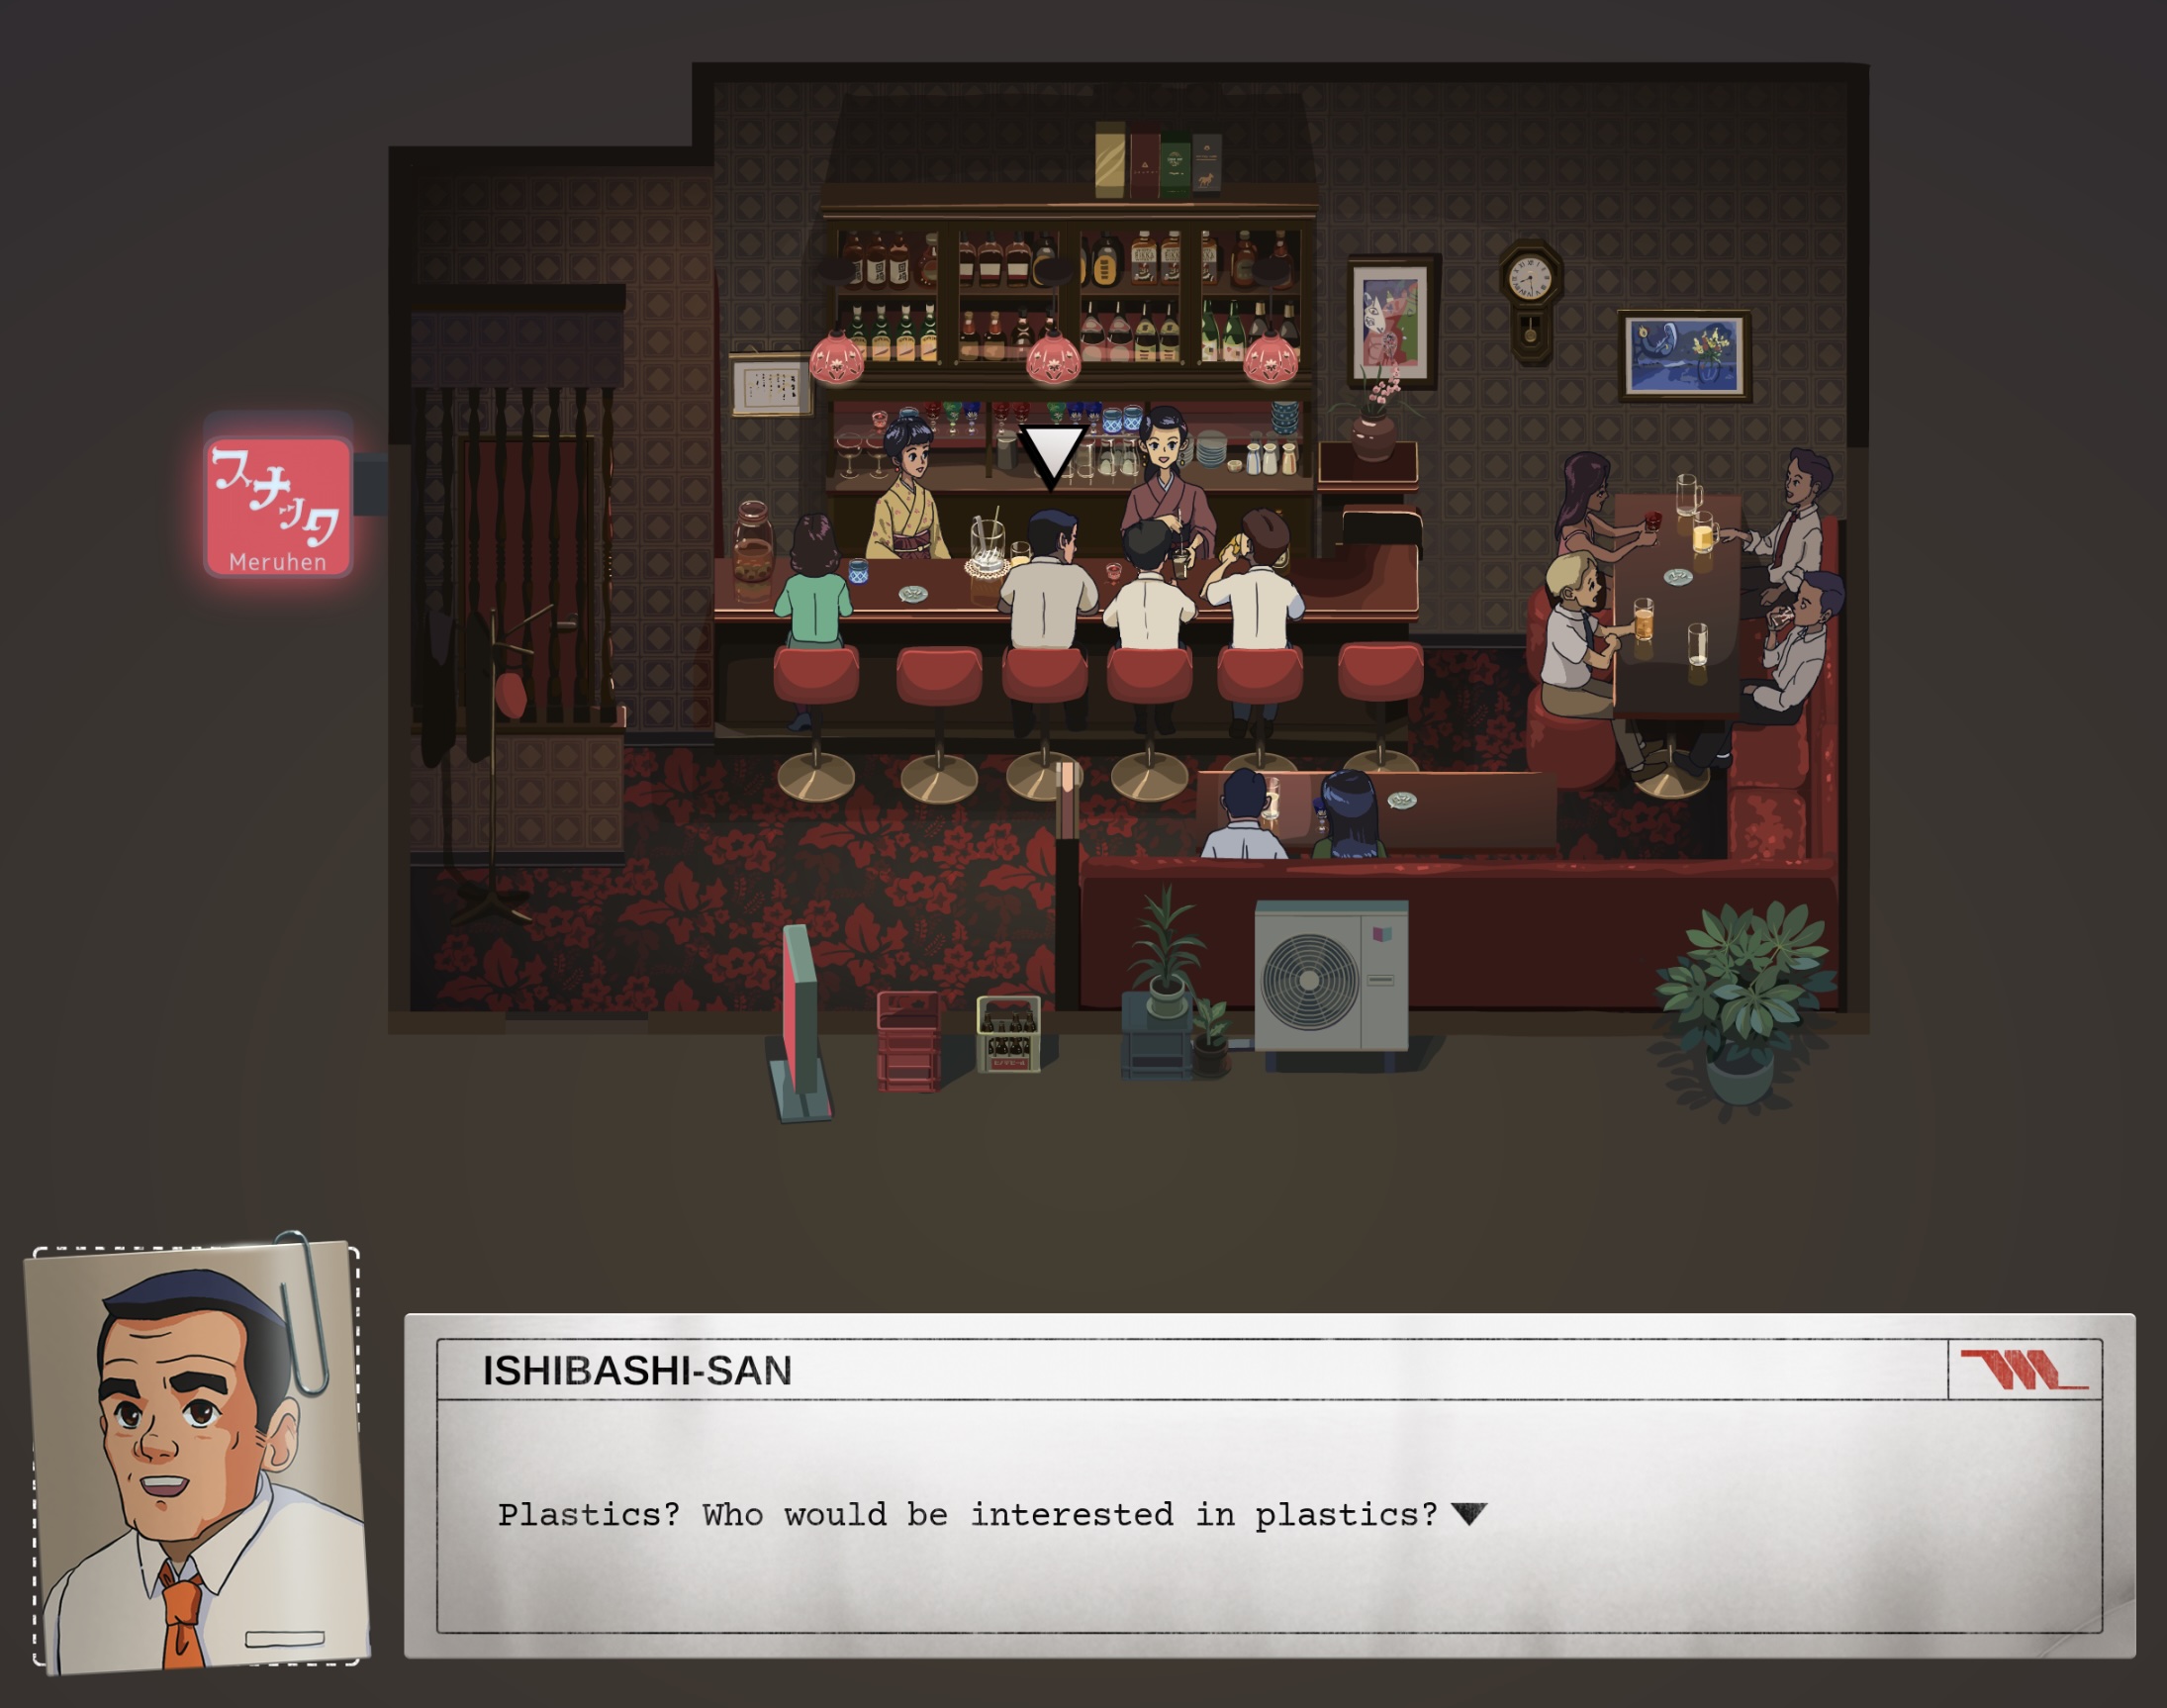 スナック
Meruhen
ISHIBASHI-SAN
Plastics? Who would be interested in plastics?